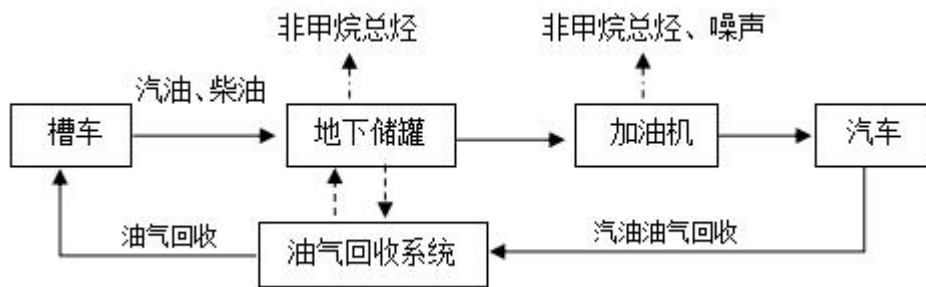 非甲烷总烃
非甲烷总烃、噪声
汽油、柴油
槽车
地下储罐
加油机
汽车
油气回收
油气回收系统
汽油油气回收